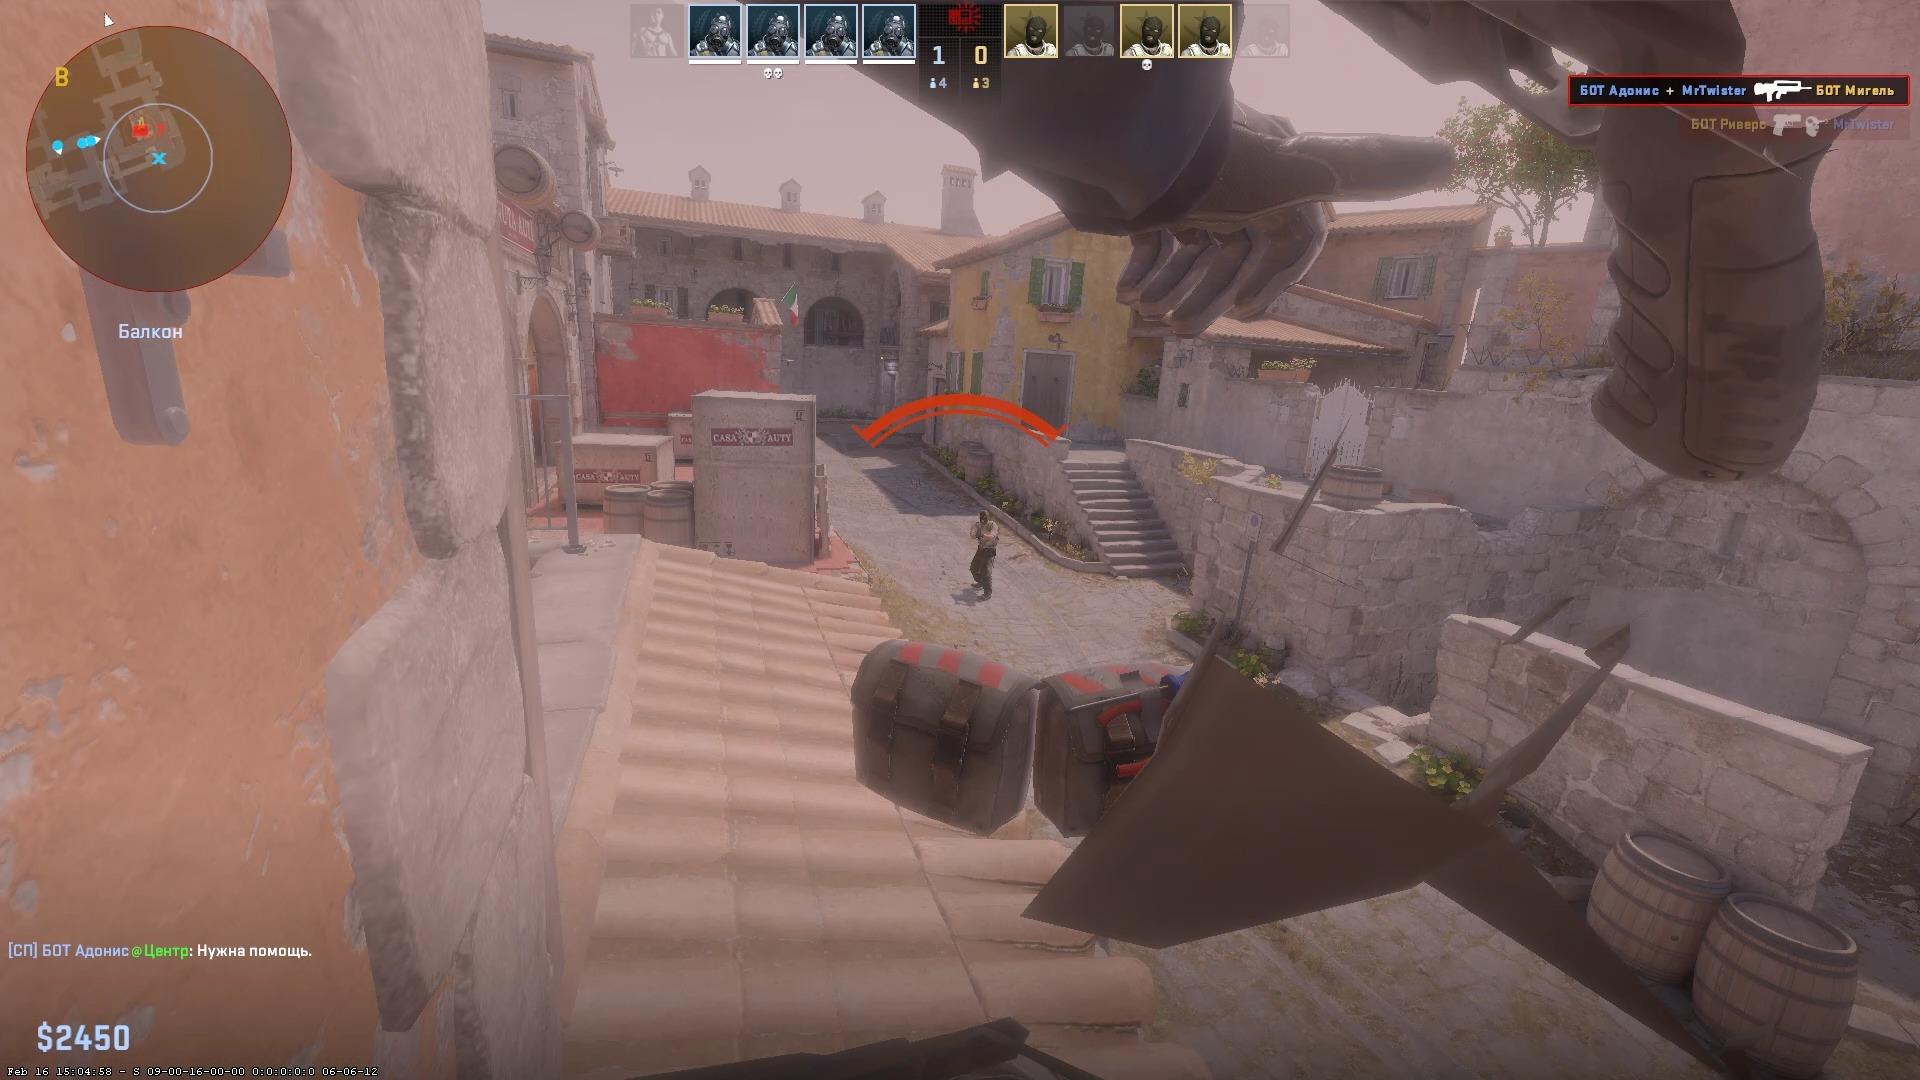 B
1 0
4 3
БОТ Адонис + MrTwister БОТ Мигель
БОТ Риверс MrTwister
Балкон
CASA AUTY
CASA AUTY
[СП] БОТ Адонис@Центр: Нужна помощь.
$2450
Feb 16 15:04:58 - S 09-00-16-00-00 0:0:0:0:0 06-06-12